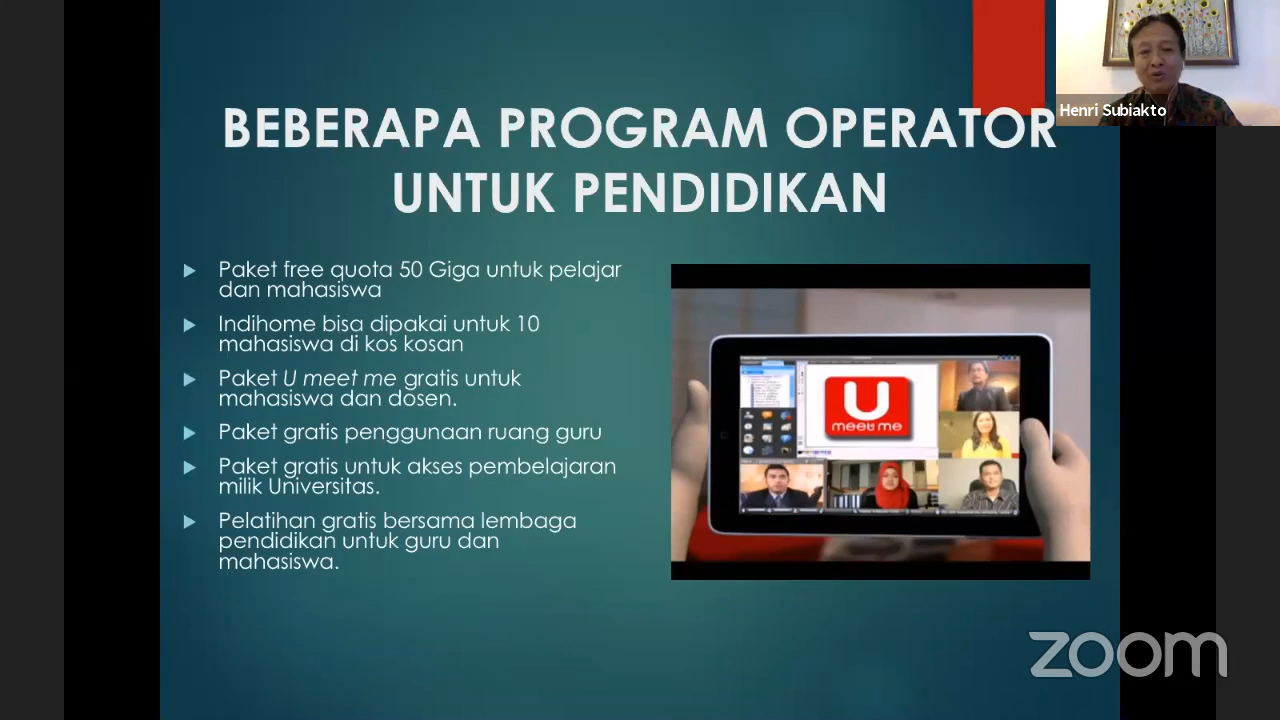 BEBERAPA PROGRAM OPERATOR
UNTUK PENDIDIKAN
Henri Subiakto
Paket free quota 50 Giga untuk pelajar
dan mahasiswa
Indihome bisa dipakai untuk 10
mahasiswa di kos kosan
Paket U meet me gratis untuk
mahasiswa dan dosen.
Paket gratis penggunaan ruang guru
Paket gratis untuk akses pembelajaran
milik Universitas.
Pelatihan gratis bersama lembaga
pendidikan untuk guru dan
mahasiswa.
U
meet me
zoom